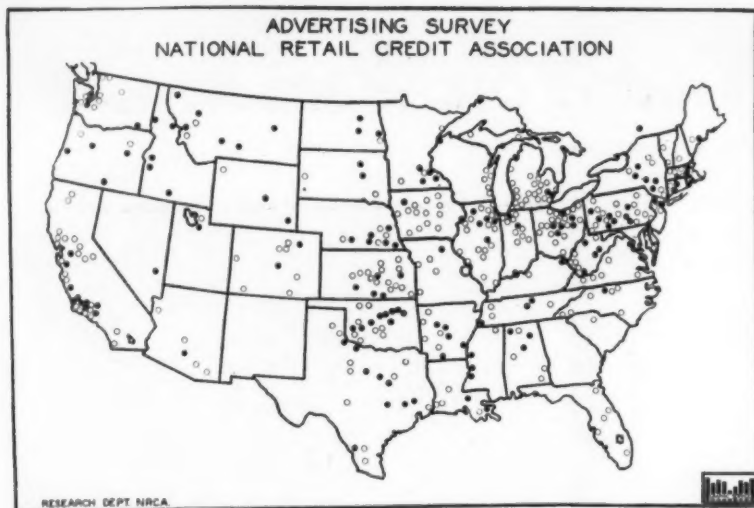 ADVERTISING SURVEY
NATIONAL RETAIL CREDIT ASSOCIATION
RESEARCH DEPT. NRCA